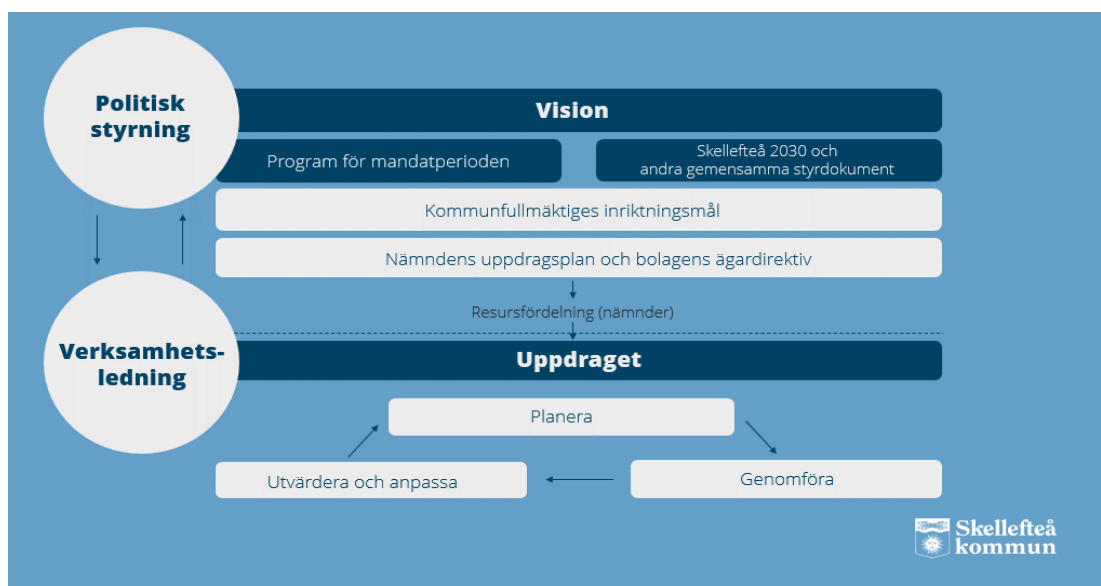 Politisk
styrning
Vision
Program för mandatperioden
Skellefteå 2030 och
andra gemensamma styrdokument
Kommunfullmäktiges inriktningsmål
Nämndens uppdragsplan och bolagens ägardirektiv
Resursfördelning (nämnder)
Verksamhets-
ledning
Uppdraget
Planera
Utvärdera och anpassa
Genomföra
Skellefteå
kommun